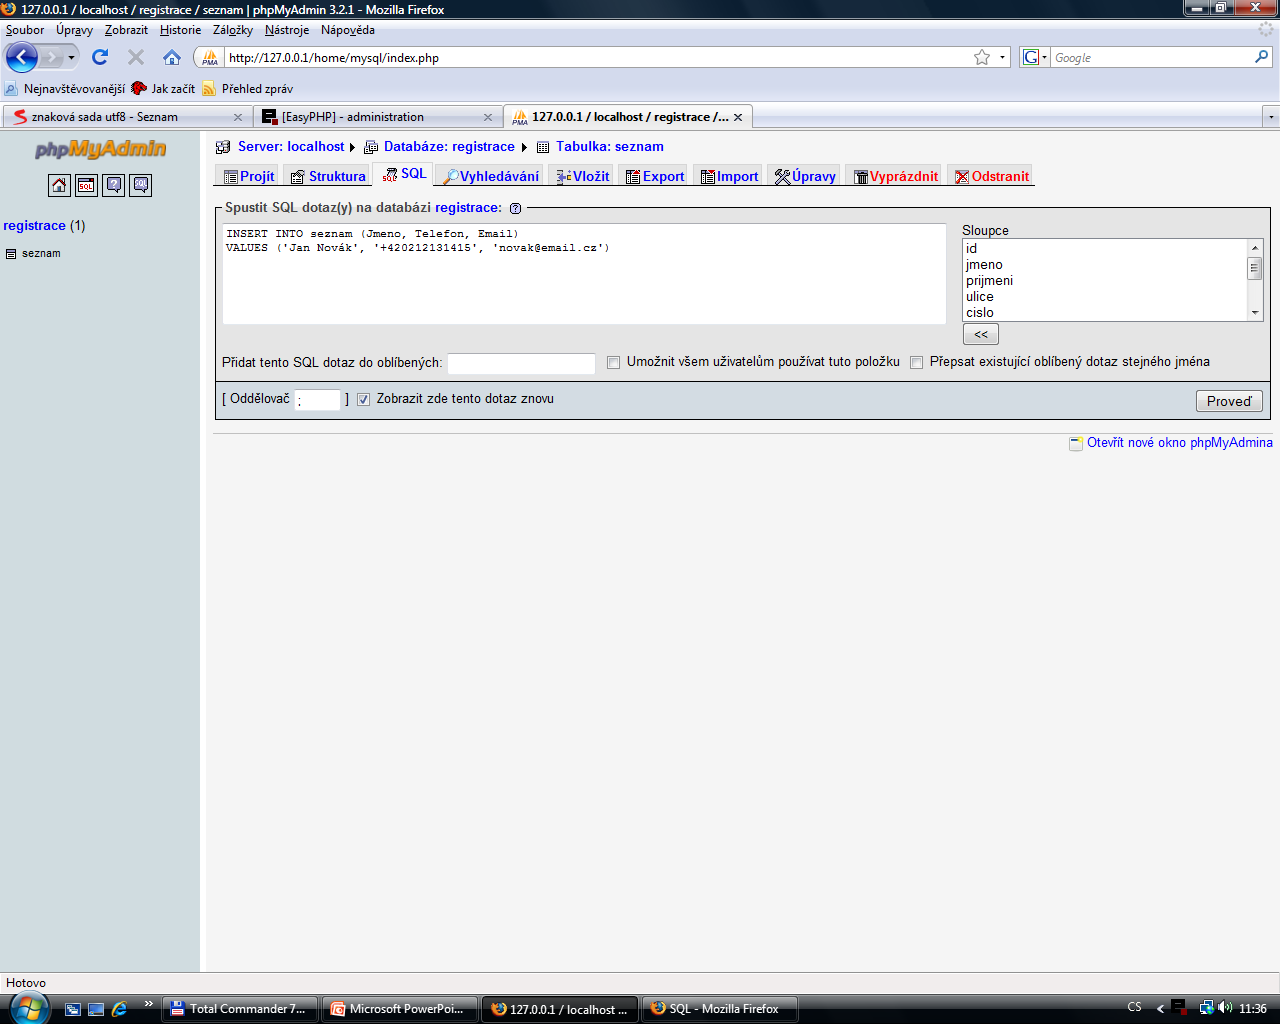 127.0.0.1 / localhost / registrace / seznam | phpMyAdmin 3.2.1 - Mozilla Firefox
Soubor Úpravy Zobrazit Historie Záložky Nástroje Nápověda
PMA http://127.0.0.1/home/mysql/index.php G Google
Nejnavštěvovanější Jak začít Přehled zpráv
znaková sada utf8 - Seznam [EasyPHP] - administration PMA 127.0.0.1 / localhost / registrace /...
phpMyAdmin Server: localhost Databáze: registrace Tabulka: seznam
Projít Struktura SQL Vyhledávání Vložit Export Import Úpravy Vyprázdnit Odstranit
SQL
registrace (1)
seznam
Spustit SQL dotaz(y) na databázi registrace:
INSERT INTO seznam (Jmeno, Telefon, Email)
VALUES ('Jan Novák', '+420212131415', 'novak@email.cz')
Sloupce
id
jmeno
prijmeni
ulice
cislo
<<
Přidat tento SQL dotaz do oblíbených: Umožnit všem uživatelům používat tuto položku Přepsat existující oblíbený dotaz stejného jména
[ Oddělovač ; ] Zobrazit zde tento dotaz znovu Proveď
Otevřít nové okno phpMyAdmina
Hotovo
» Total Commander 7... Microsoft PowerPoi... 127.0.0.1 / localhost ... SQL - Mozilla Firefox CS 11:36